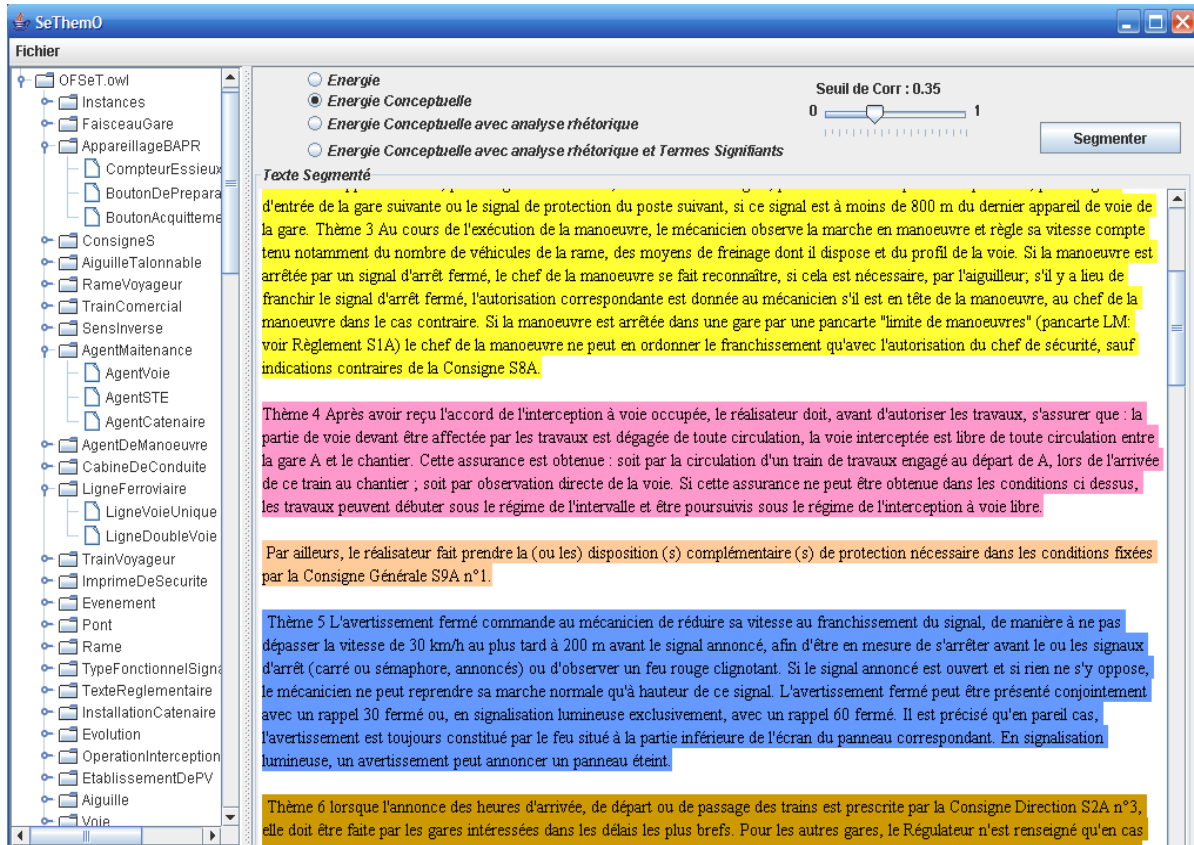 SeThemO
Fichier
OFSeT.owl
Instances
FaisceauGare
AppareillageBAPR
CompteurEssieux
BoutonDePrepara
BoutonAcquitteme
ConsigneS
AiguilleTalonnable
RameVoyageur
TrainComercial
SensInverse
AgentMaitenance
AgentVoie
AgentSTE
AgentCatenaire
AgentDeManoeuvre
CabineDeConduite
LigneFerroviaire
LigneVoieUnique
LigneDoubleVoie
TrainVoyageur
ImprimeDeSecurite
Evenement
Pont
Rame
TypeFonctionnelSigna
TexteReglementaire
InstallationCatenaire
Evolution
OperationInterception
EtablissementDePV
Aiguille
Voie
Energie
Energie Conceptuelle
Energie Conceptuelle avec analyse rhétorique
Energie Conceptuelle avec analyse rhétorique et Termes Signifiants
Seuil de Corr : 0.35
0 1
Segmenter
Texte Segmenté
d'entrée de la gare suivante ou le signal de protection du poste suivant, si ce signal est à moins de 800 m du dernier appareil de voie de
la gare. Thème 3 Au cours de l'exécution de la manoeuvre, le mécanicien observe la marche en manoeuvre et règle sa vitesse compte
tenu notamment du nombre de véhicules de la rame, des moyens de freinage dont il dispose et du profil de la voie. Si la manoeuvre est
arrêtée par un signal d'arrêt fermé, le chef de la manoeuvre se fait reconnaître, si cela est nécessaire, par l'aiguilleur; s'il y a lieu de
franchir le signal d'arrêt fermé, l'autorisation correspondante est donnée au mécanicien s'il est en tête de la manoeuvre, au chef de la
manoeuvre dans le cas contraire. Si la manoeuvre est arrêtée dans une gare par une pancarte "limite de manoeuvres" (pancarte LM:
voir Règlement S1A) le chef de la manoeuvre ne peut en ordonner le franchissement qu'avec l'autorisation du chef de sécurité, sauf
indications contraires de la Consigne S8A.
Thème 4 Après avoir reçu l'accord de l'interception à voie occupée, le réalisateur doit, avant d'autoriser les travaux, s'assurer que : la
partie de voie devant être affectée par les travaux est dégagée de toute circulation, la voie interceptée est libre de toute circulation entre
la gare A et le chantier. Cette assurance est obtenue : soit par la circulation d'un train de travaux engagé au départ de A, lors de l'arrivée
de ce train au chantier ; soit par observation directe de la voie. Si cette assurance ne peut être obtenue dans les conditions ci dessus,
les travaux peuvent débuter sous le régime de l'intervalle et être poursuivis sous le régime de l'interception à voie libre.
Par ailleurs, le réalisateur fait prendre la (ou les) disposition (s) complémentaire (s) de protection nécessaire dans les conditions fixées
par la Consigne Générale S9A n°1.
Thème 5 L'avertissement fermé commande au mécanicien de réduire sa vitesse au franchissement du signal, de manière à ne pas
dépasser la vitesse de 30 km/h au plus tard à 200 m avant le signal annoncé, afin d'être en mesure de s'arrêter avant le ou les signaux
d'arrêt (carré ou sémaphore, annoncés) ou d'observer un feu rouge clignotant. Si le signal annoncé est ouvert et si rien ne s'y oppose,
le mécanicien ne peut reprendre sa marche normale qu'à hauteur de ce signal. L'avertissement fermé peut être présenté conjointement
avec un rappel 30 fermé ou, en signalisation lumineuse exclusivement, avec un rappel 60 fermé. Il est précisé qu'en pareil cas,
l'avertissement est toujours constitué par le feu situé à la partie inférieure de l'écran du panneau correspondant. En signalisation
lumineuse, un avertissement peut annoncer un panneau éteint.
Thème 6 lorsque l'annonce des heures d'arrivée, de départ ou de passage des trains est prescrite par la Consigne Direction S2A n°3,
elle doit être faite par les gares intéressées dans les délais les plus brefs. Pour les autres gares, le Régulateur n'est renseigné qu'en cas